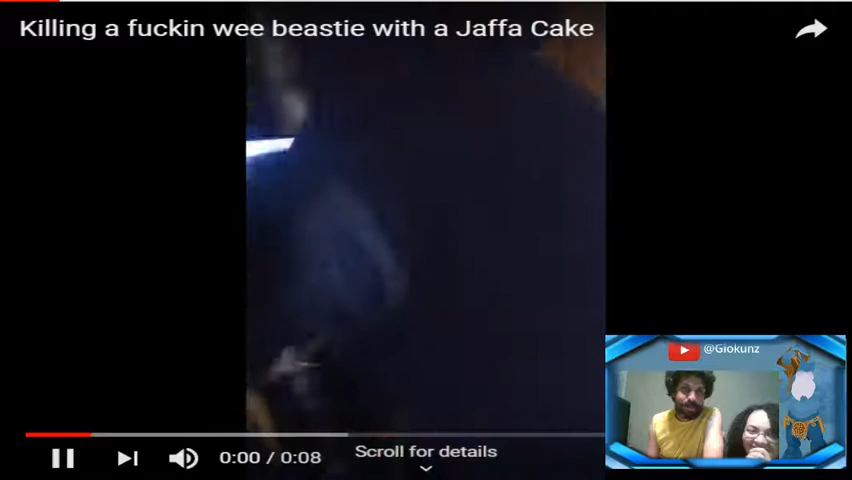 Killing a fuckin wee beastie with a Jaffa Cake
@Giokunz
0:00 / 0:08
Scroll for details